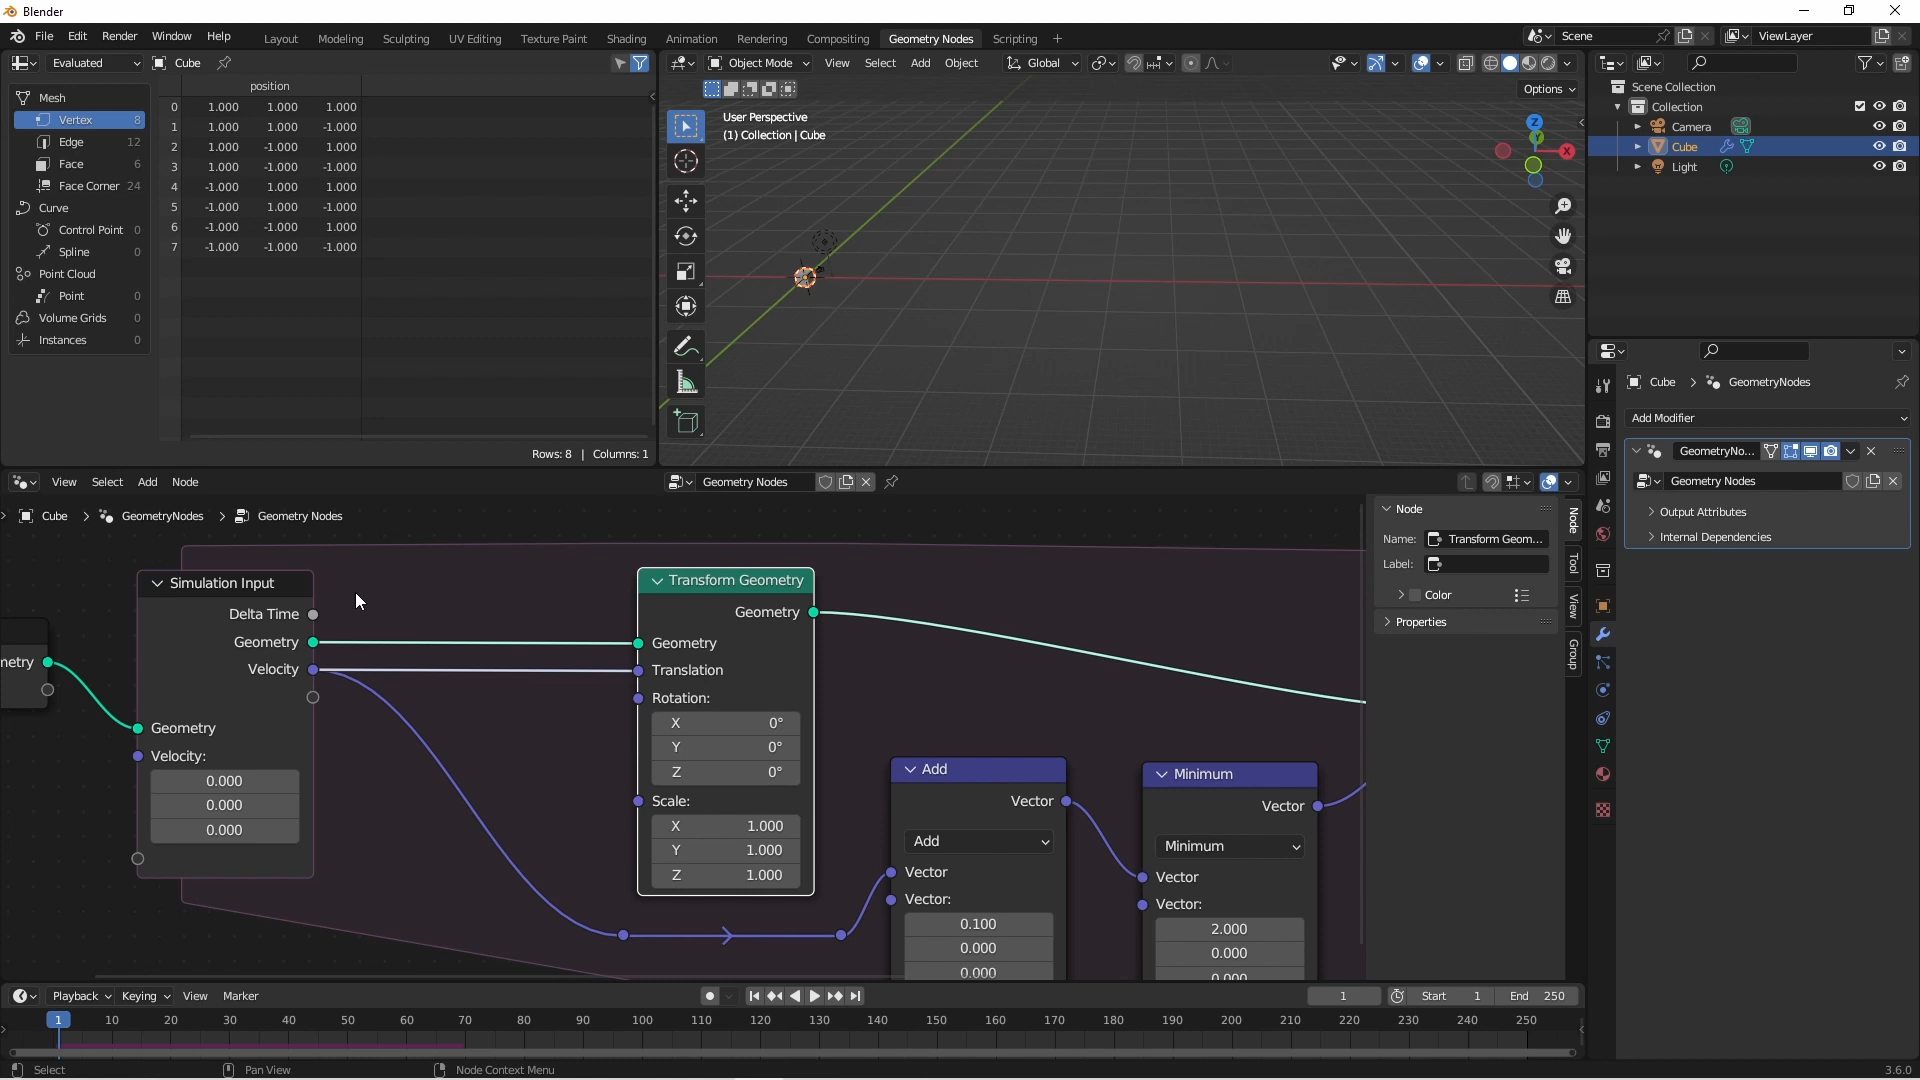 Blender
File Edit Render Window Help
Layout Modeling Sculpting UV Editing Texture Paint Shading Animation Rendering Compositing Geometry Nodes Scripting +
Scene
ViewLayer
Evaluated
Cube
position
Mesh
Vertex 8
Edge 12
Face 6
Face Corner 24
Curve
Control Point 0
Spline 0
Point Cloud
Point 0
Volume Grids 0
Instances 0
0 1.000 1.000 1.000
1 1.000 1.000 -1.000
2 1.000 -1.000 1.000
3 1.000 -1.000 -1.000
4 -1.000 1.000 1.000
5 -1.000 1.000 -1.000
6 -1.000 -1.000 1.000
7 -1.000 -1.000 -1.000
Rows: 8 | Columns: 1
Object Mode View Select Add Object Global
Options
User Perspective
(1) Collection | Cube
Z
Y
X
Scene Collection
Collection
Camera
Cube
Light
Cube > GeometryNodes
Add Modifier
GeometryNo...
Geometry Nodes
Output Attributes
Internal Dependencies
View Select Add Node
Geometry Nodes
Cube > GeometryNodes > Geometry Nodes
netry
Simulation Input
Delta Time
Geometry
Velocity
Geometry
Velocity:
0.000
0.000
0.000
Transform Geometry
Geometry
Geometry
Translation
Rotation:
X 0°
Y 0°
Z 0°
Scale:
X 1.000
Y 1.000
Z 1.000
Add
Vector
Add
Vector
Vector:
0.100
0.000
0.000
Minimum
Vector
Minimum
Vector
Vector:
2.000
0.000
0.000
Node
Name: Transform Geom...
Label:
Color
Properties
Node
Tool
View
Group
Playback Keying View Marker
1
Start 1
End 250
1 10 20 30 40 50 60 70 80 90 100 110 120 130 140 150 160 170 180 190 200 210 220 230 240 250
Select
Pan View
Node Context Menu
3.6.0